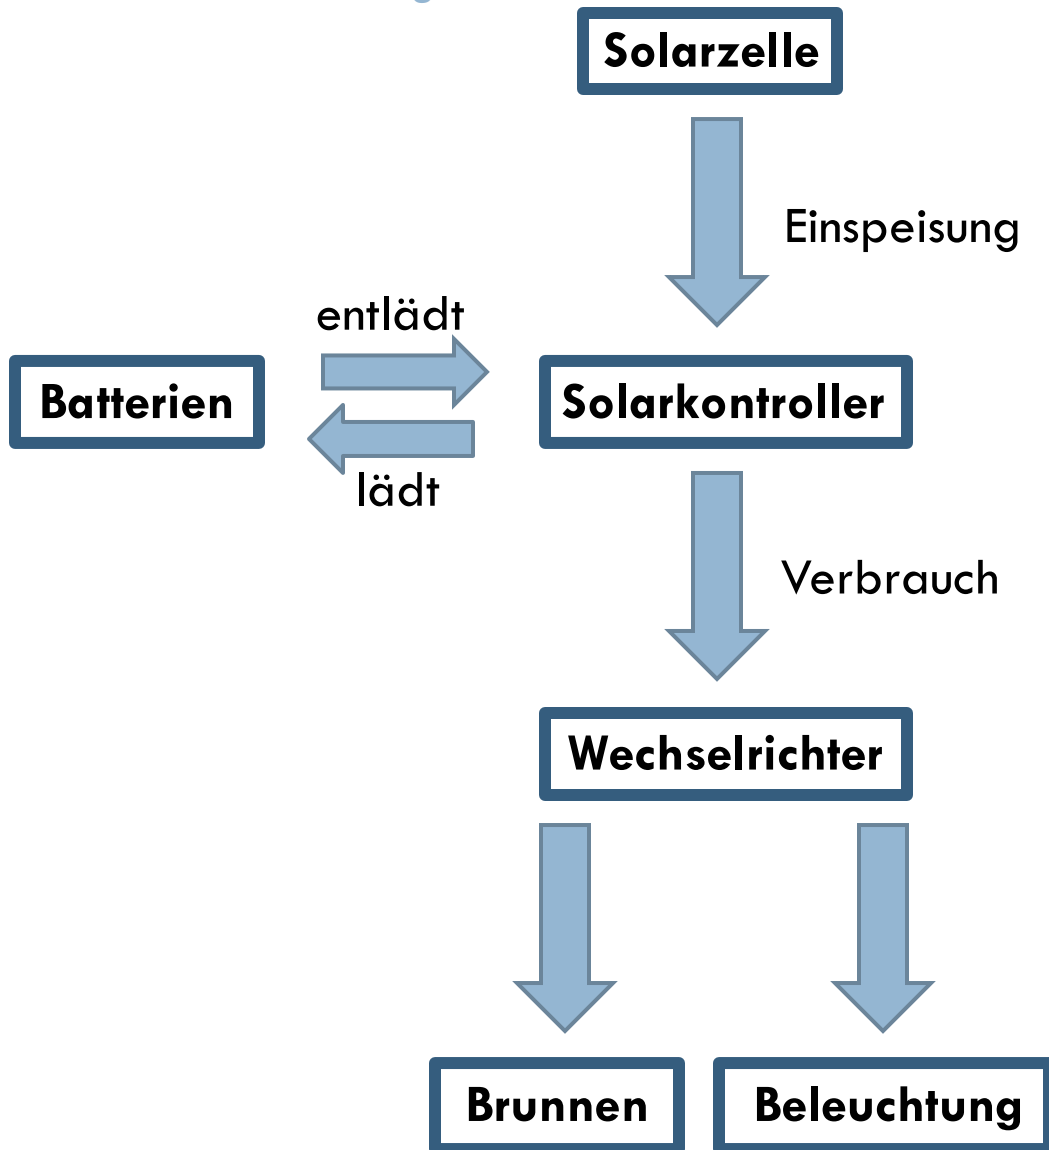 Solarzelle
Einspeisung
entlädt
Batterien
Solarkontroller
lädt
Verbrauch
Wechselrichter
Brunnen
Beleuchtung